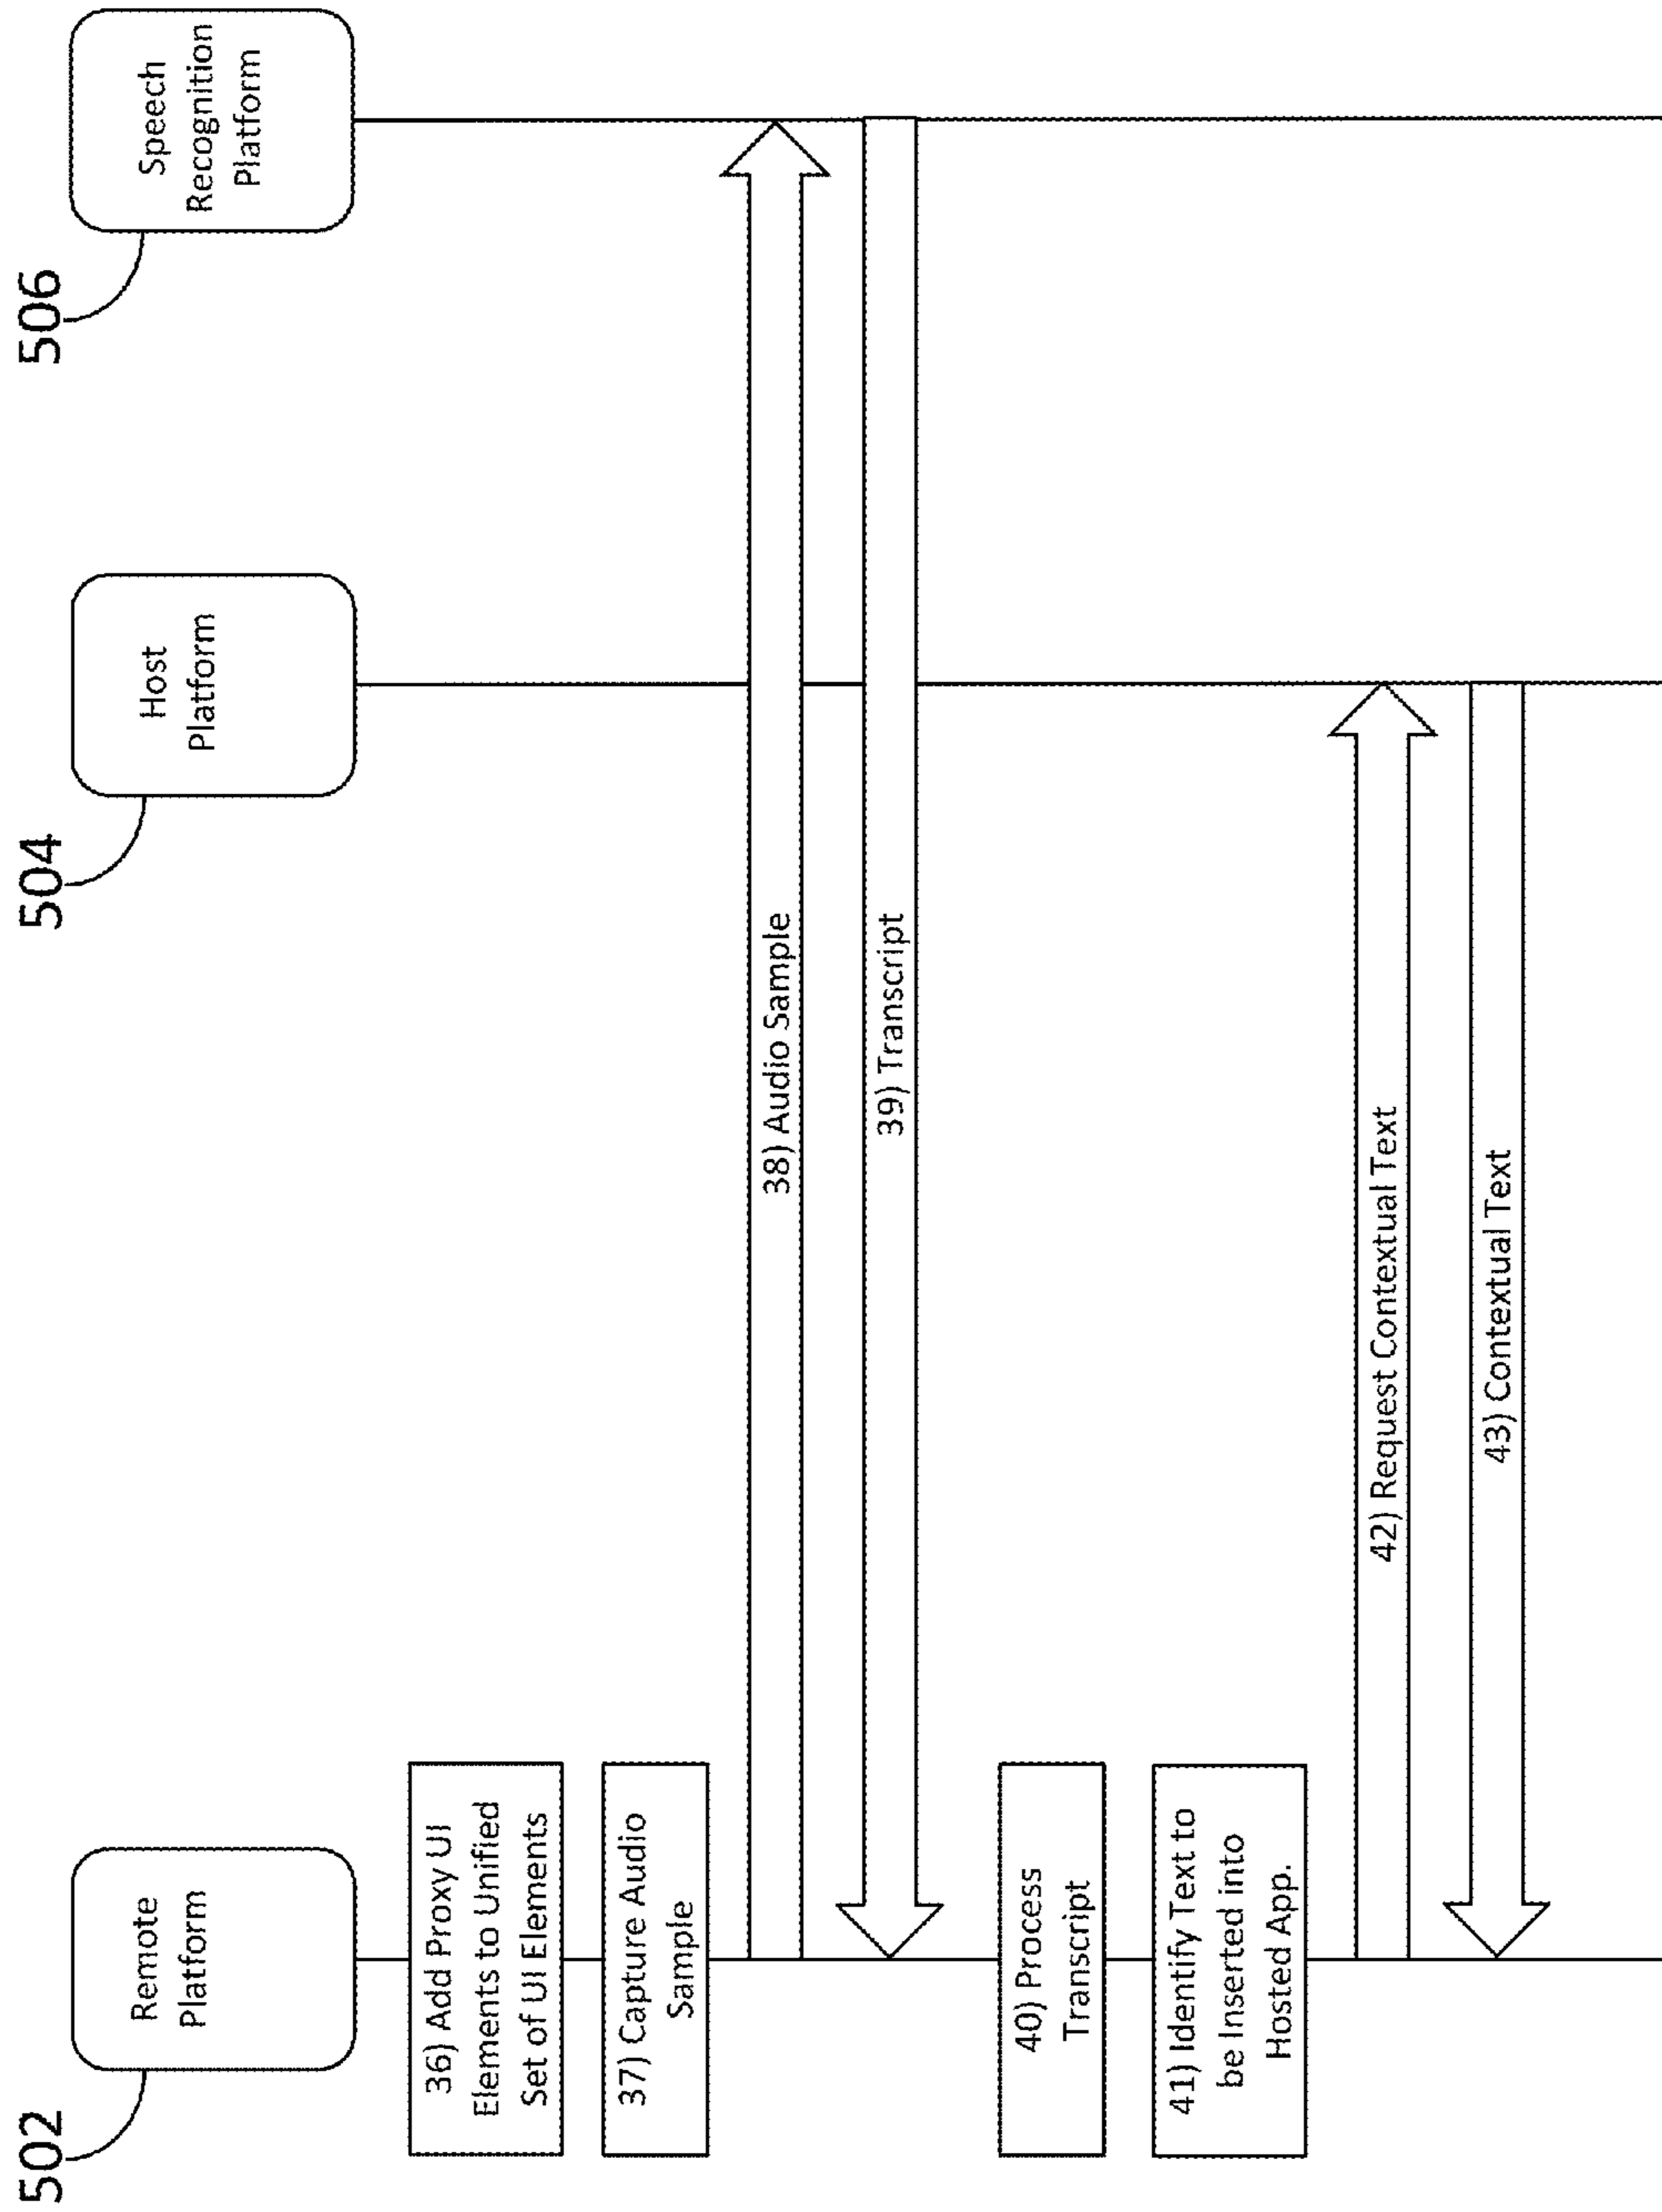 502
504
506
Remote
Platform
Host
Platform
Speech
Recognition
Platform
36) Add Proxy UI
Elements to Unified
Set of UI Elements
37) Capture Audio
Sample
38) Audio Sample
39) Transcript
40) Process
Transcript
41) Identify Text to
be Inserted into
Hosted App.
42) Request Contextual Text
43) Contextual Text